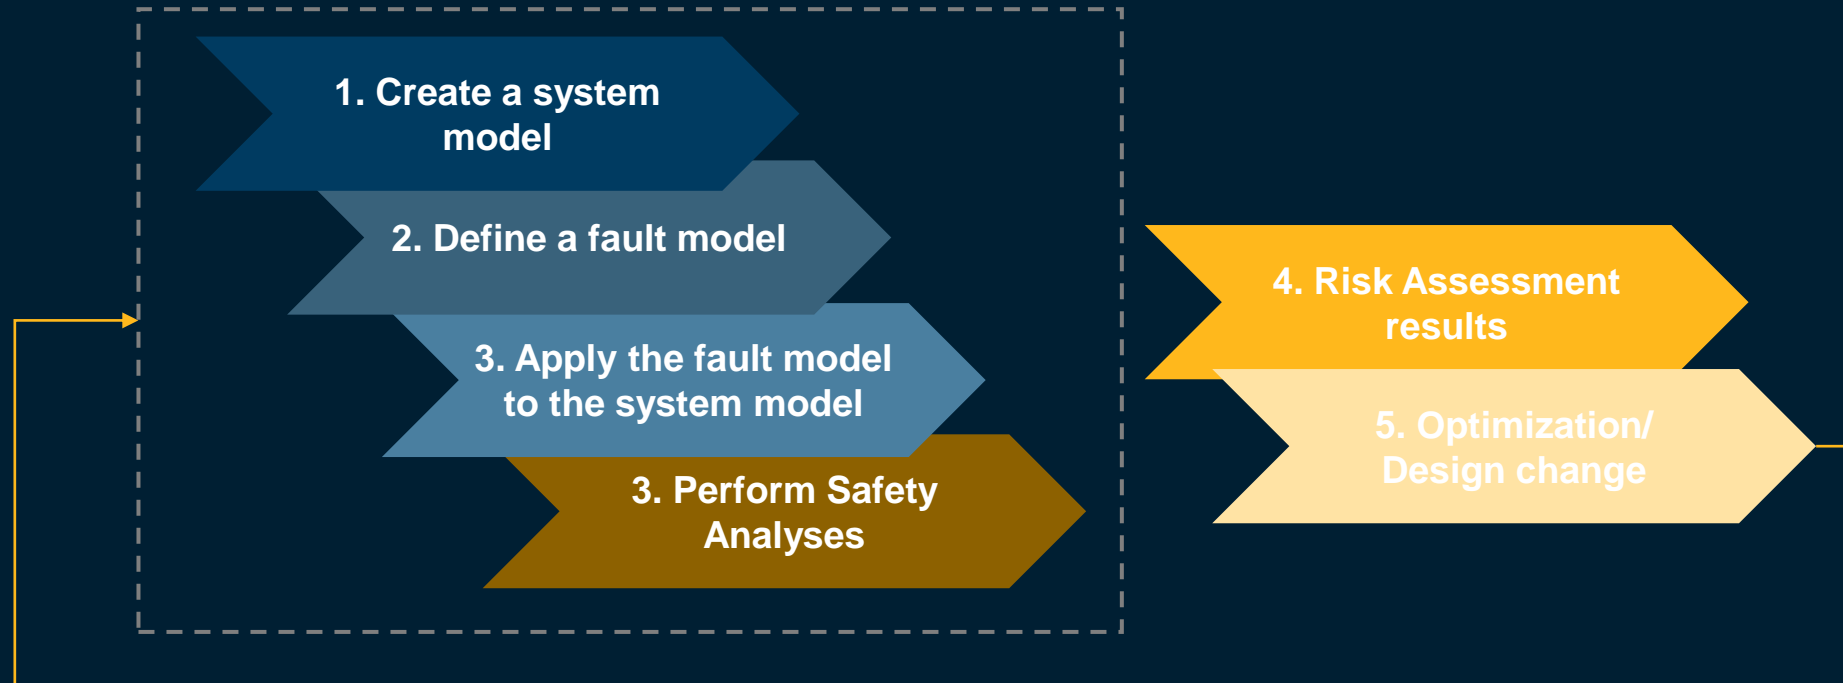 1. Create a system
model
2. Define a fault model
3. Apply the fault model
to the system model
3. Perform Safety
Analyses
4. Risk Assessment
results
5. Optimization/
Design change